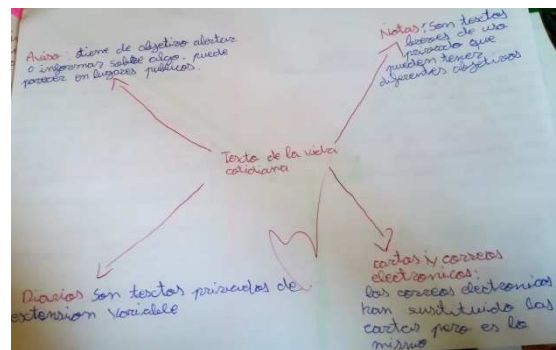 Aviso: tiene de objetivo alertar
o informar sobre algo. puede
parecer en lugares públicos.
Notas: Son textos
breves de uso
privado que
pueden tener
diferentes objetivos
Texto de la vida
cotidiana
Diarios Son textos privados de
extension variable
cartas y correos
electronicos:
los correos electronicos
han sustituido las
cartas pero es lo
mismo